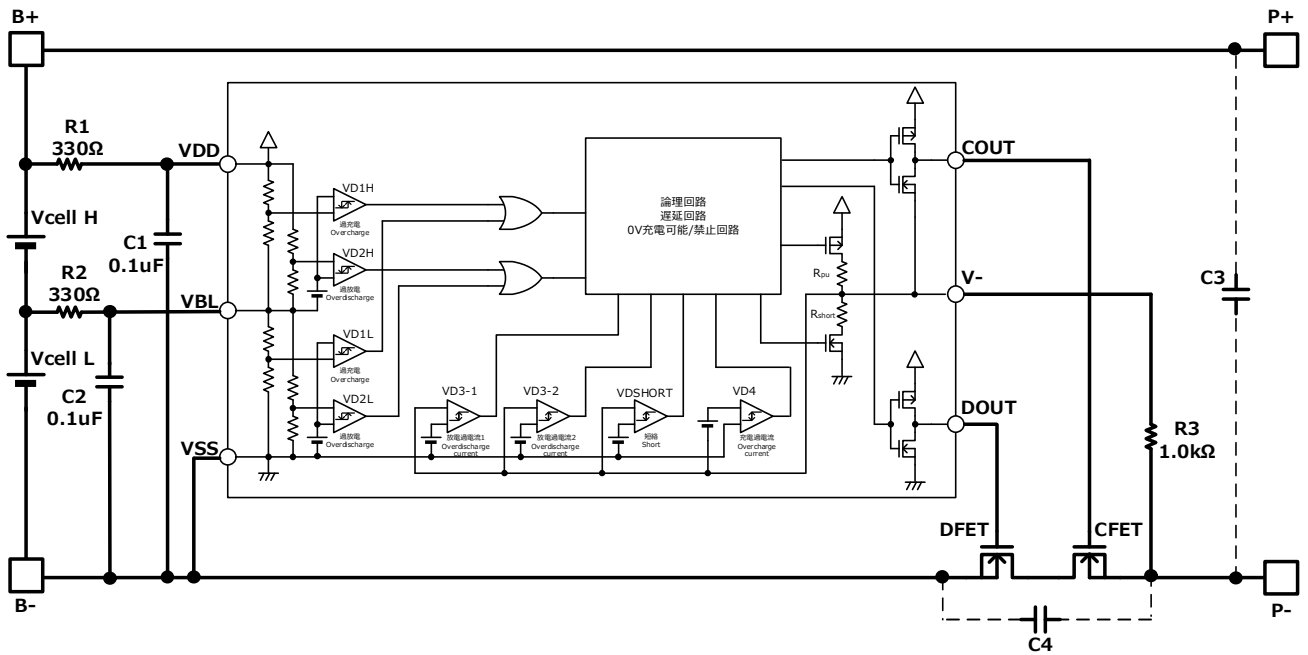 B+
P+
R1
330Ω
VDD
COUT
VD1H
過充電
Overcharge
論理回路
遅延回路
0V充電可能/禁止回路
Vcell H
C1
0.1uF
VD2H
過放電
Overdischarge
Rpu
R2
330Ω
VBL
V-
C3
Rshort
VD1L
過充電
Overcharge
Vcell L
C2
0.1uF
VD2L
過放電
Overdischarge
VD3-1
放電過電流1
Overdischarge
current
VD3-2
放電過電流2
Overdischarge
current
VDSHORT
短絡
Short
VD4
充電過電流
Overcharge
current
DOUT
VSS
R3
1.0kΩ
DFET
CFET
B-
P-
C4